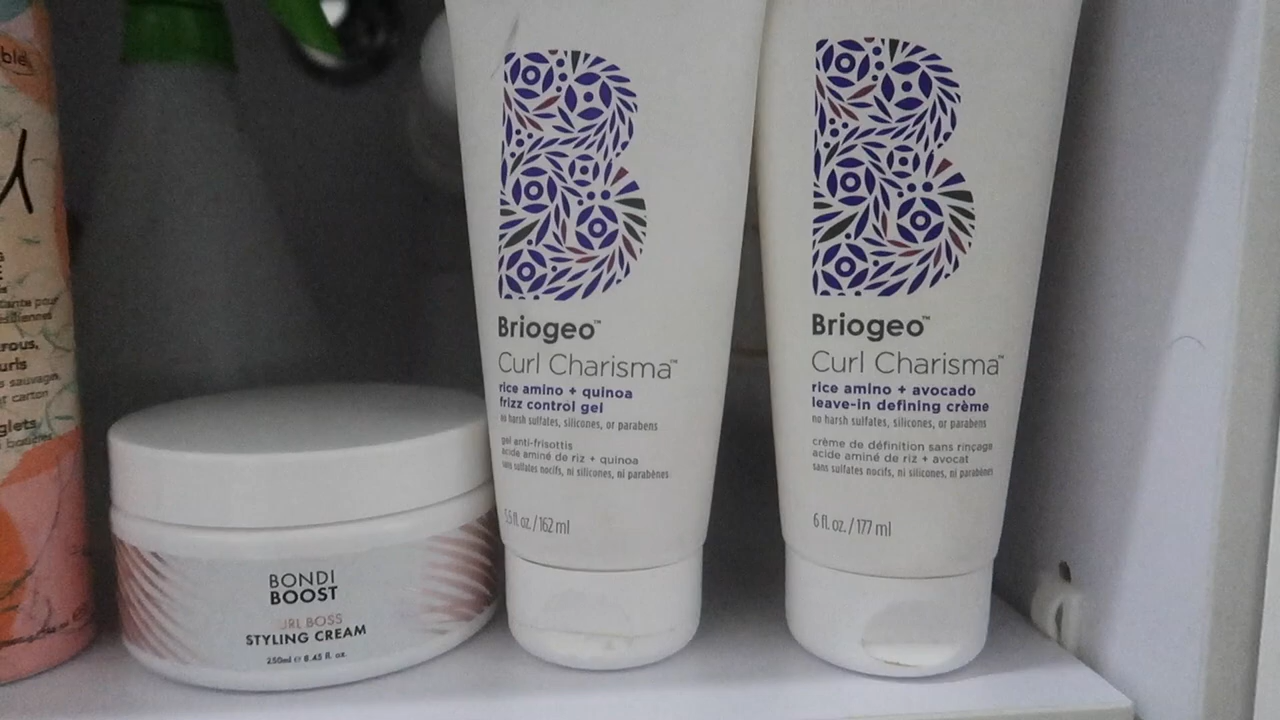 ble
rous,
urls
s sauvages
t carton
glets
BONDI
BOOST
URL BOSS
STYLING CREAM
250ml e 8.45 fl. oz.
Briogeo™
Curl Charisma™
rice amino + quinoa
frizz control gel
no harsh sulfates, silicones, or parabens
gel anti-frisottis
acide aminé de riz + quinoa
sans sulfates nocifs, ni silicones, ni parabènes
5.5 fl. oz. / 162 ml
Briogeo™
Curl Charisma™
rice amino + avocado
leave-in defining crème
no harsh sulfates, silicones, or parabens
crème de définition sans rinçage
acide aminé de riz + avocat
sans sulfates nocifs, ni silicones, ni parabènes
6 fl. oz. / 177 ml